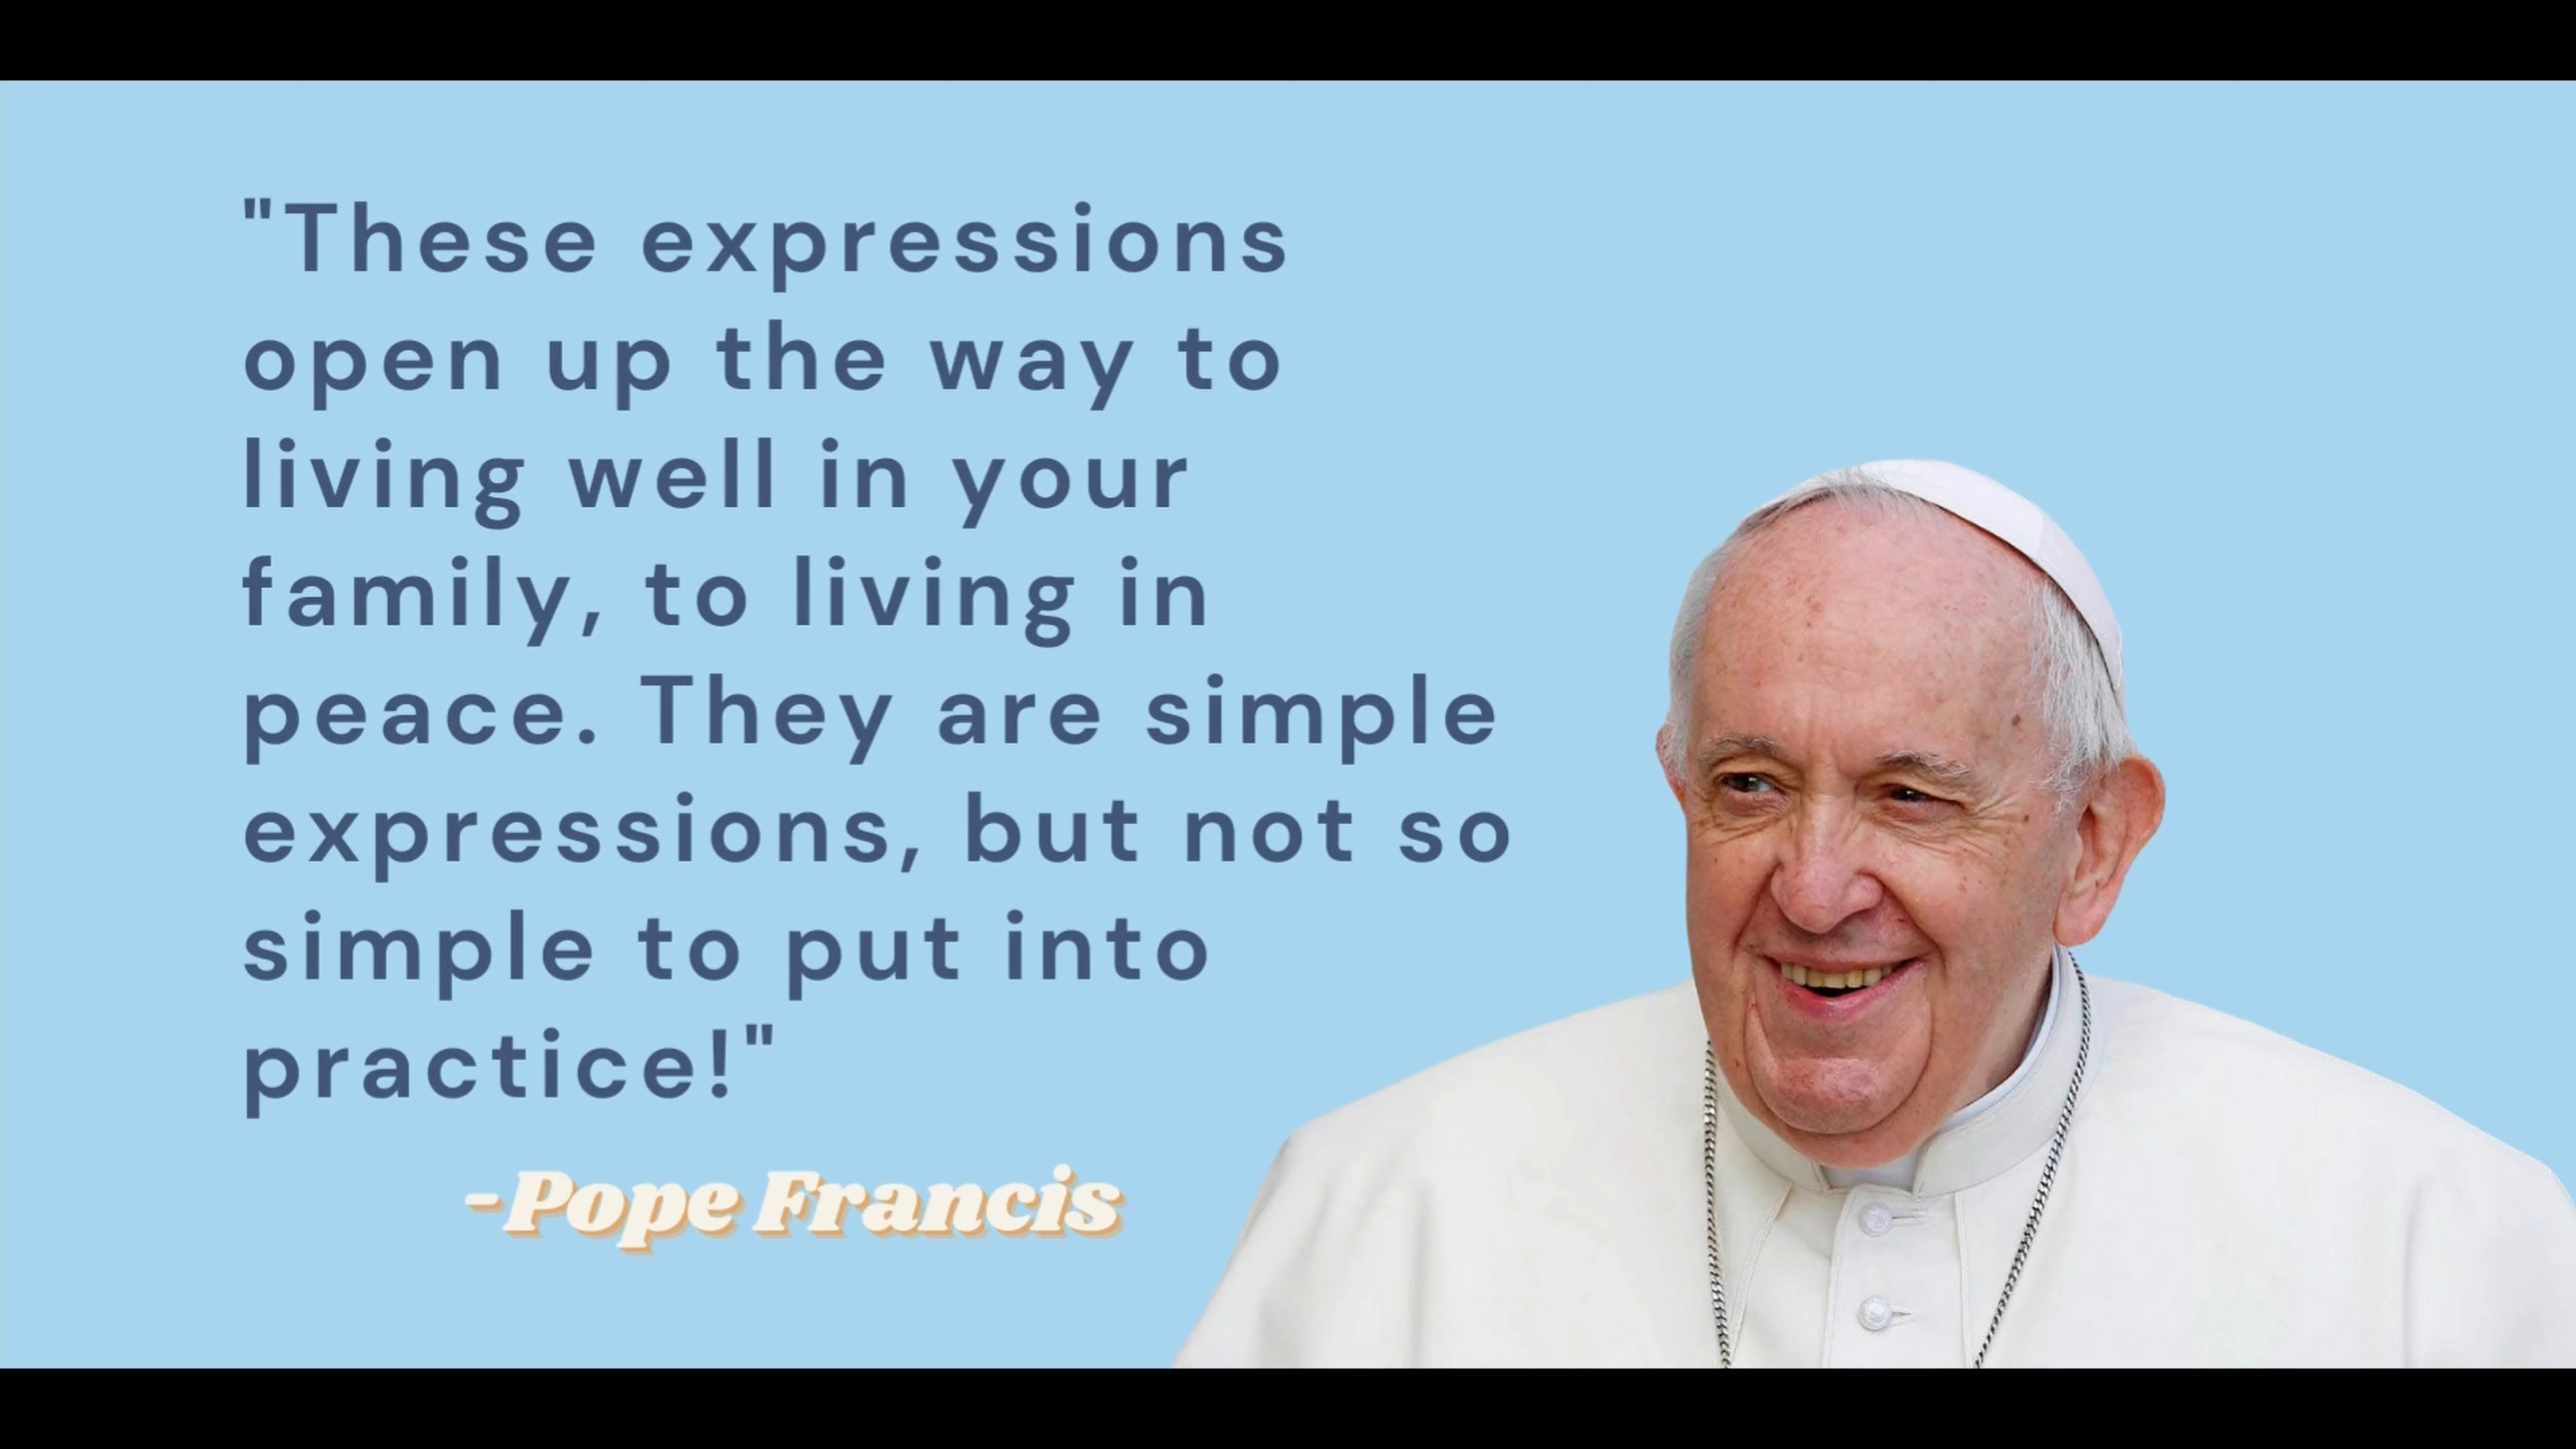 "These expressions
open up the way to
living well in your
family, to living in
peace. They are simple
expressions, but not so
simple to put into
practice!"
-Pope Francis